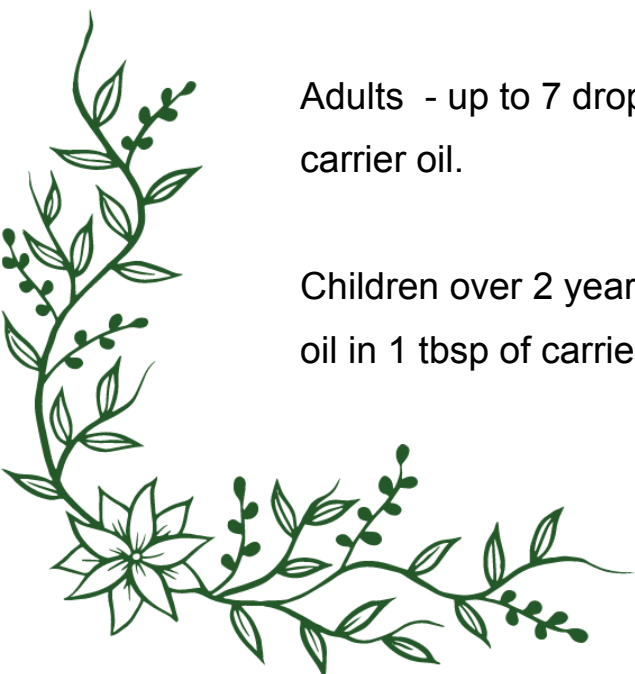 Adults - up to 7 drop
carrier oil.
Children over 2 year
oil in 1 tbsp of carrie